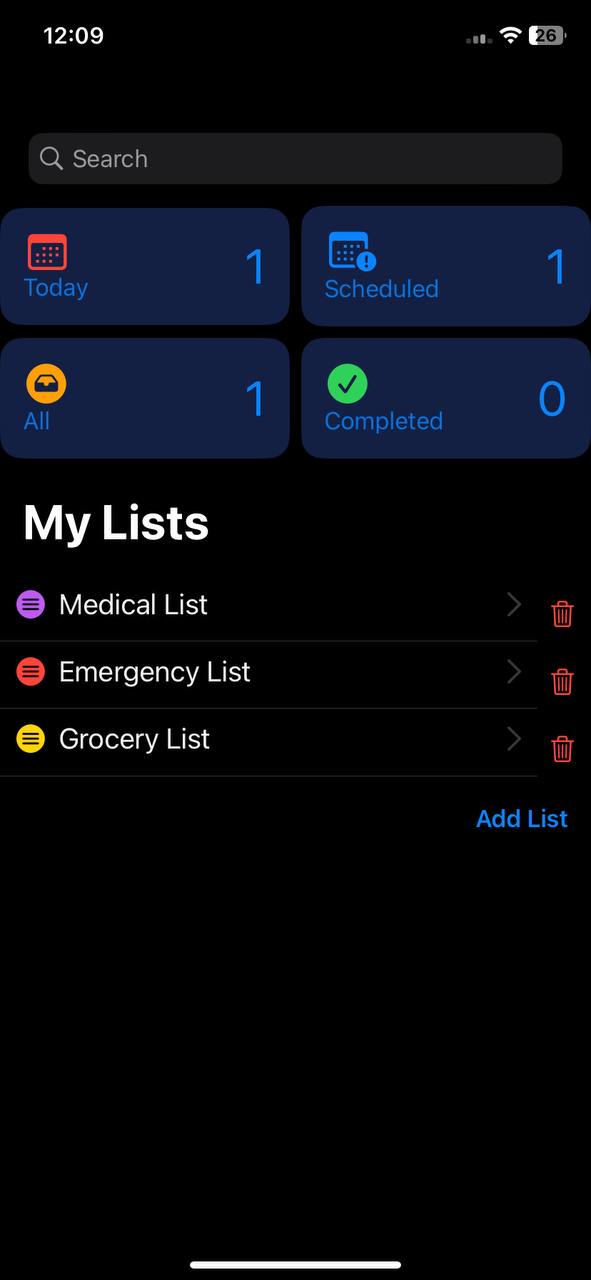 12:09
26
Search
Today 1
Scheduled 1
All 1
Completed 0
My Lists
Medical List
Emergency List
Grocery List
Add List